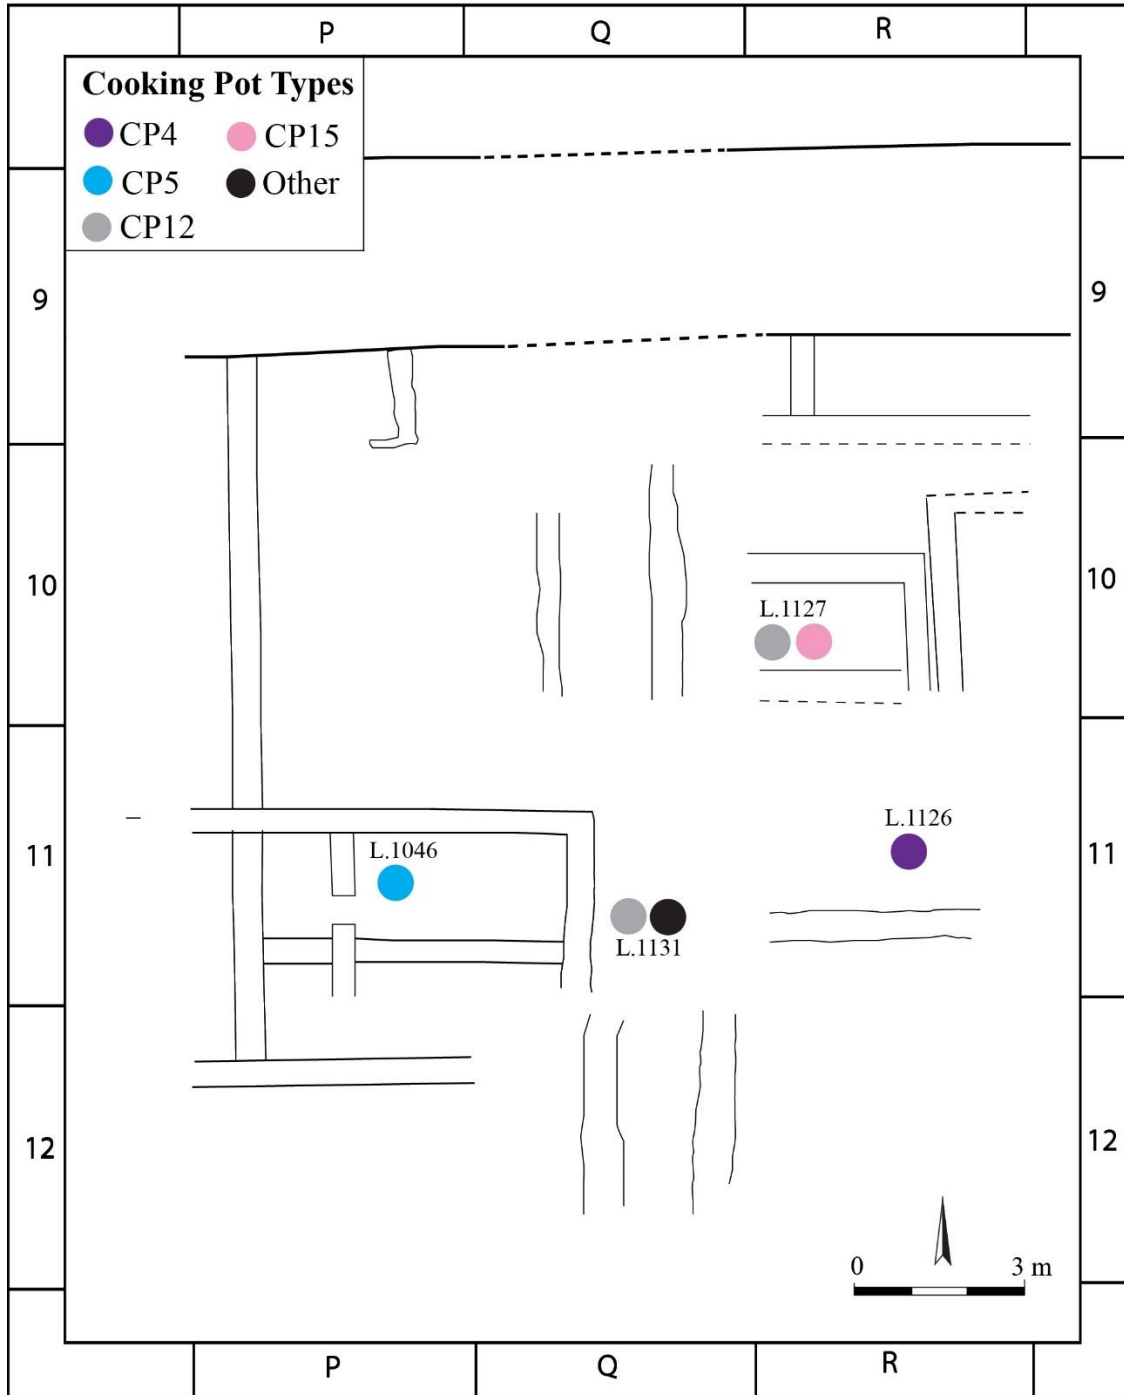 P Q R
Cooking Pot Types
CP4 CP15
CP5 Other
CP12
9 9
10 10
L.1127
L.1126
11 11
L.1046
L.1131
12 12
0 3 m
P Q R